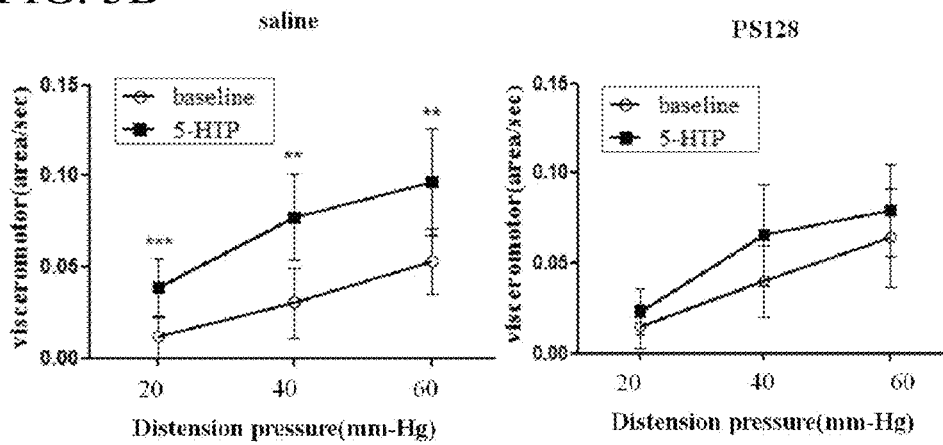 saline
PS128
0.15
baseline
5-HTP
0.10
0.05
0.00
***
**
**
visceromotor(area/sec)
20
40
60
Distension pressure(mm-Hg)
0.15
baseline
5-HTP
0.10
0.05
0.00
visceromotor(area/sec)
20
40
60
Distension pressure(mm-Hg)